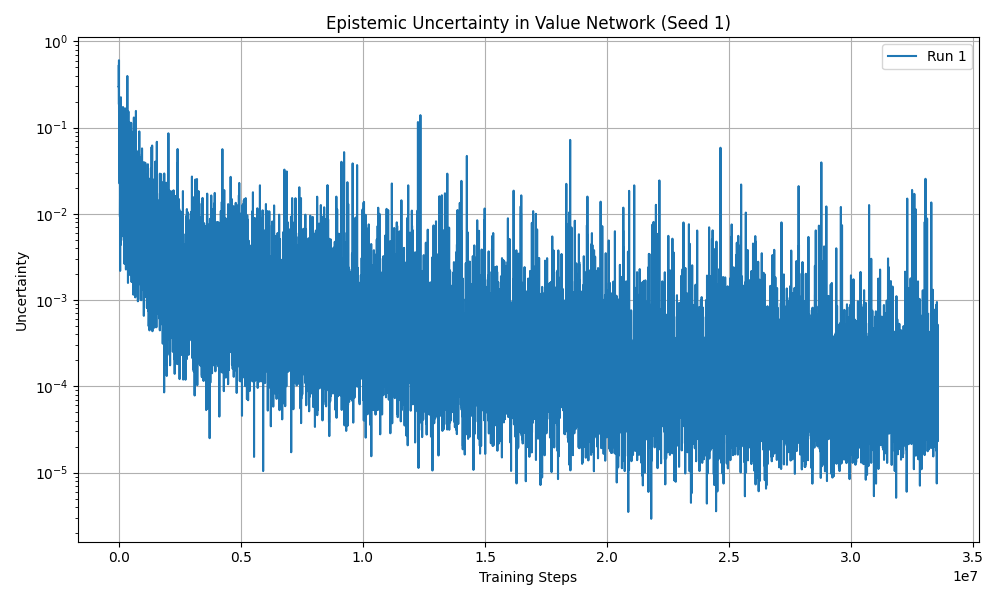 Epistemic Uncertainty in Value Network (Seed 1)
Run 1
Uncertainty
10^0
10^-1
10^-2
10^-3
10^-4
10^-5
0.0 0.5 1.0 1.5 2.0 2.5 3.0 3.5
1e7
Training Steps